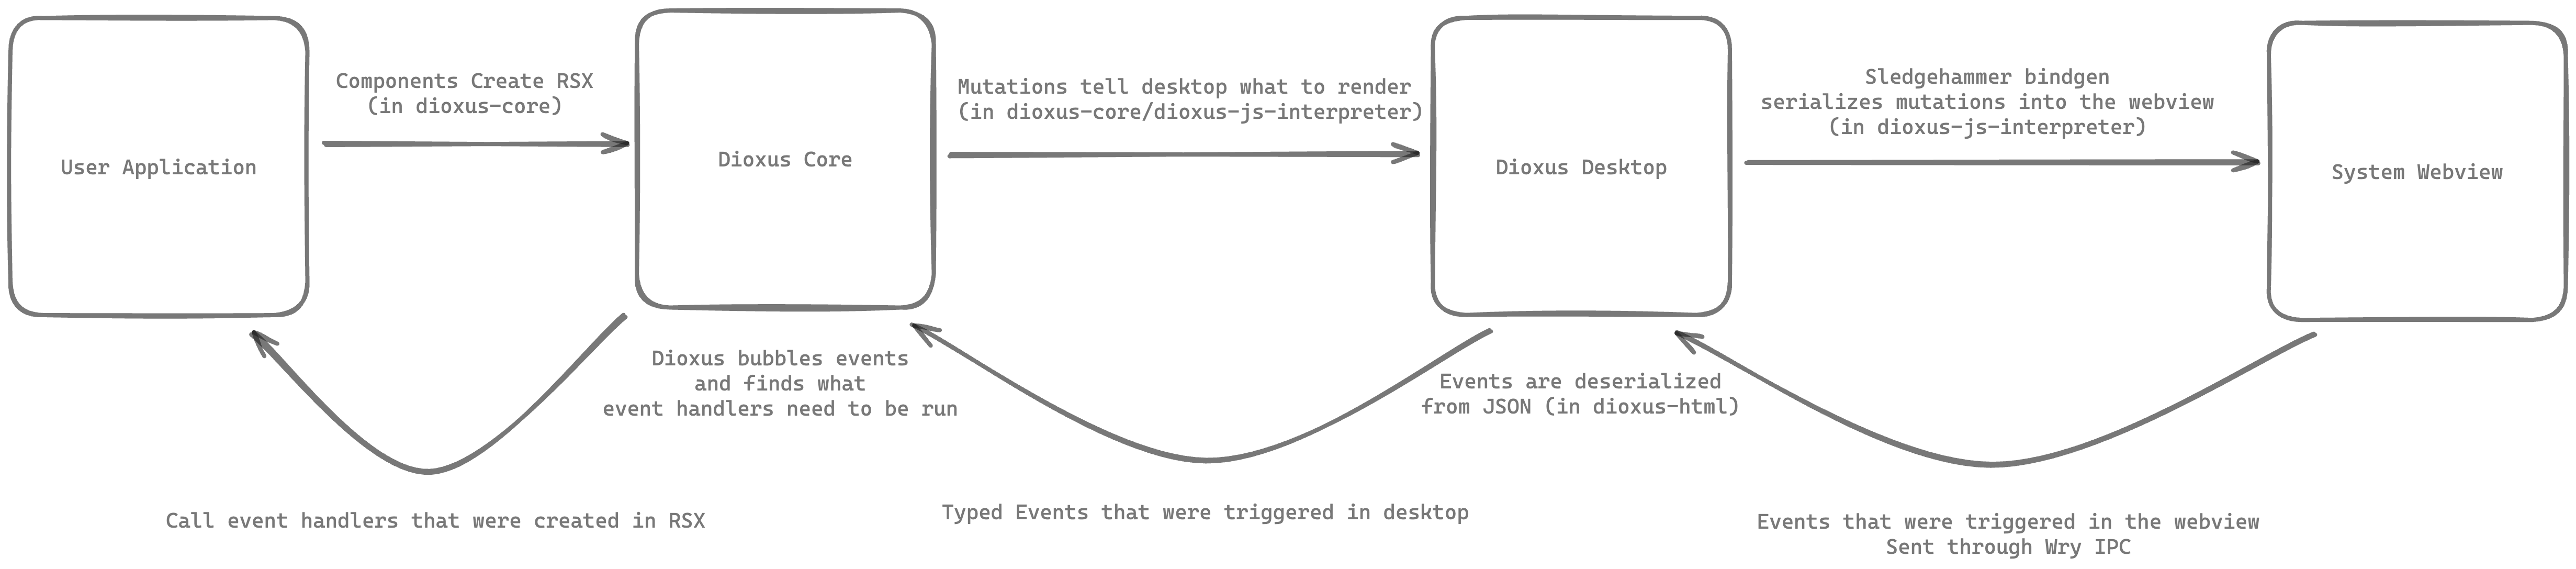 User Application
Components Create RSX
(in dioxus-core)
Dioxus Core
Mutations tell desktop what to render
(in dioxus-core/dioxus-js-interpreter)
Dioxus Desktop
Sledgehammer bindgen
serializes mutations into the webview
(in dioxus-js-interpreter)
System Webview
Dioxus bubbles events
and finds what
event handlers need to be run
Events are deserialized
from JSON (in dioxus-html)
Call event handlers that were created in RSX
Typed Events that were triggered in desktop
Events that were triggered in the webview
Sent through Wry IPC